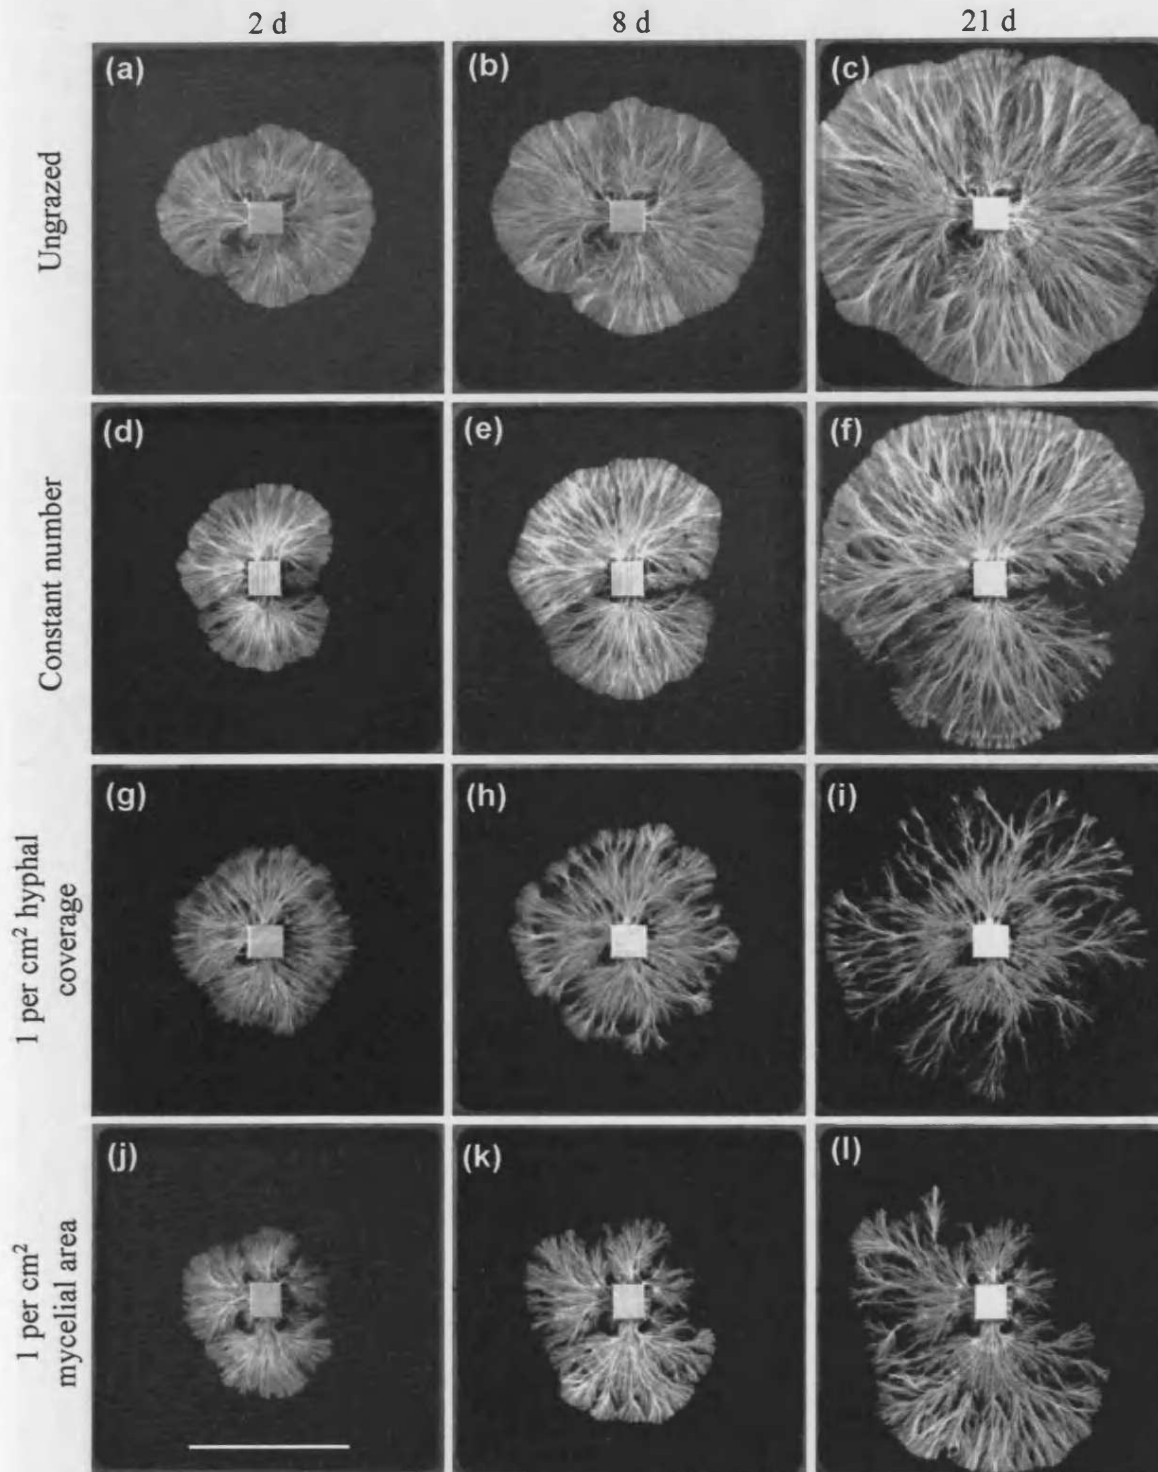 2 d 8 d 21 d
Ungrazed
(a) (b) (c)
Constant number
(d) (e) (f)
1 per cm² hyphal
coverage
(g) (h) (i)
1 per cm²
mycelial area
(j) (k) (l)